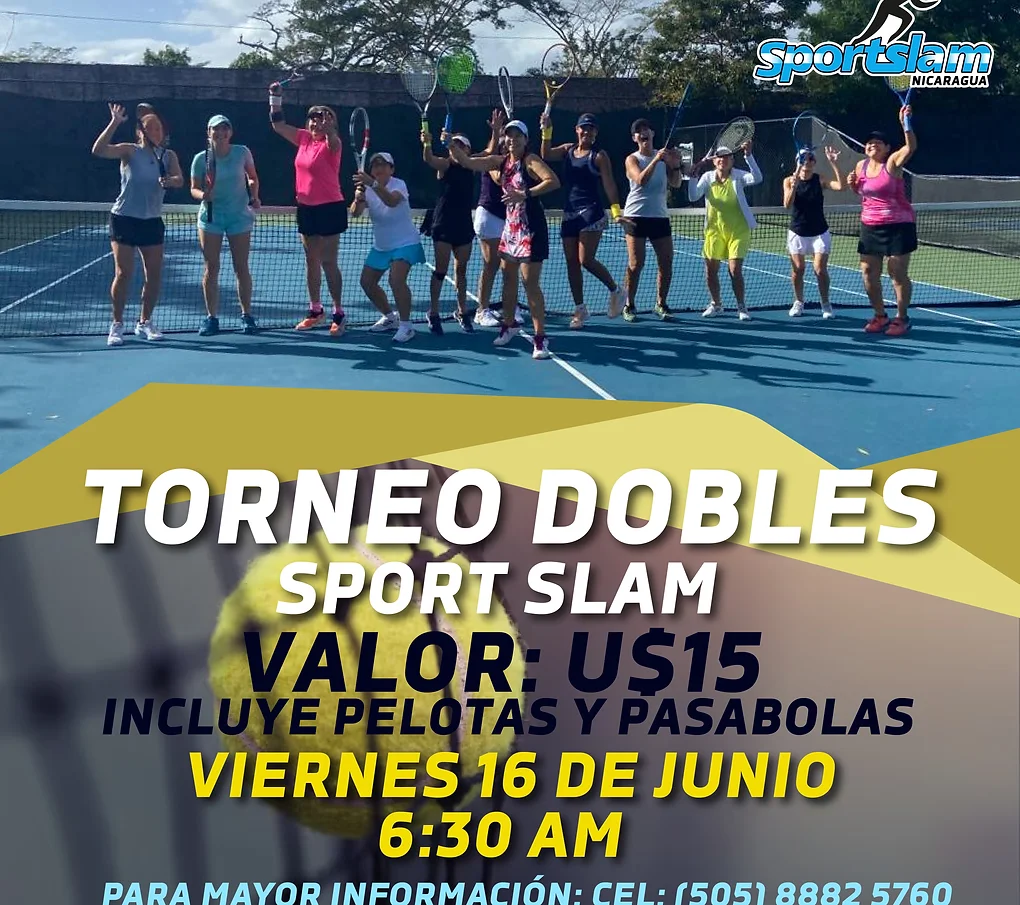 sportslam
NICARAGUA
TORNEO DOBLES
SPORT SLAM
VALOR: U$15
INCLUYE PELOTAS Y PASABOLAS
VIERNES 16 DE JUNIO
6:30 AM
PARA MAYOR INFORMACIÓN: CEL: (505) 8882 5760